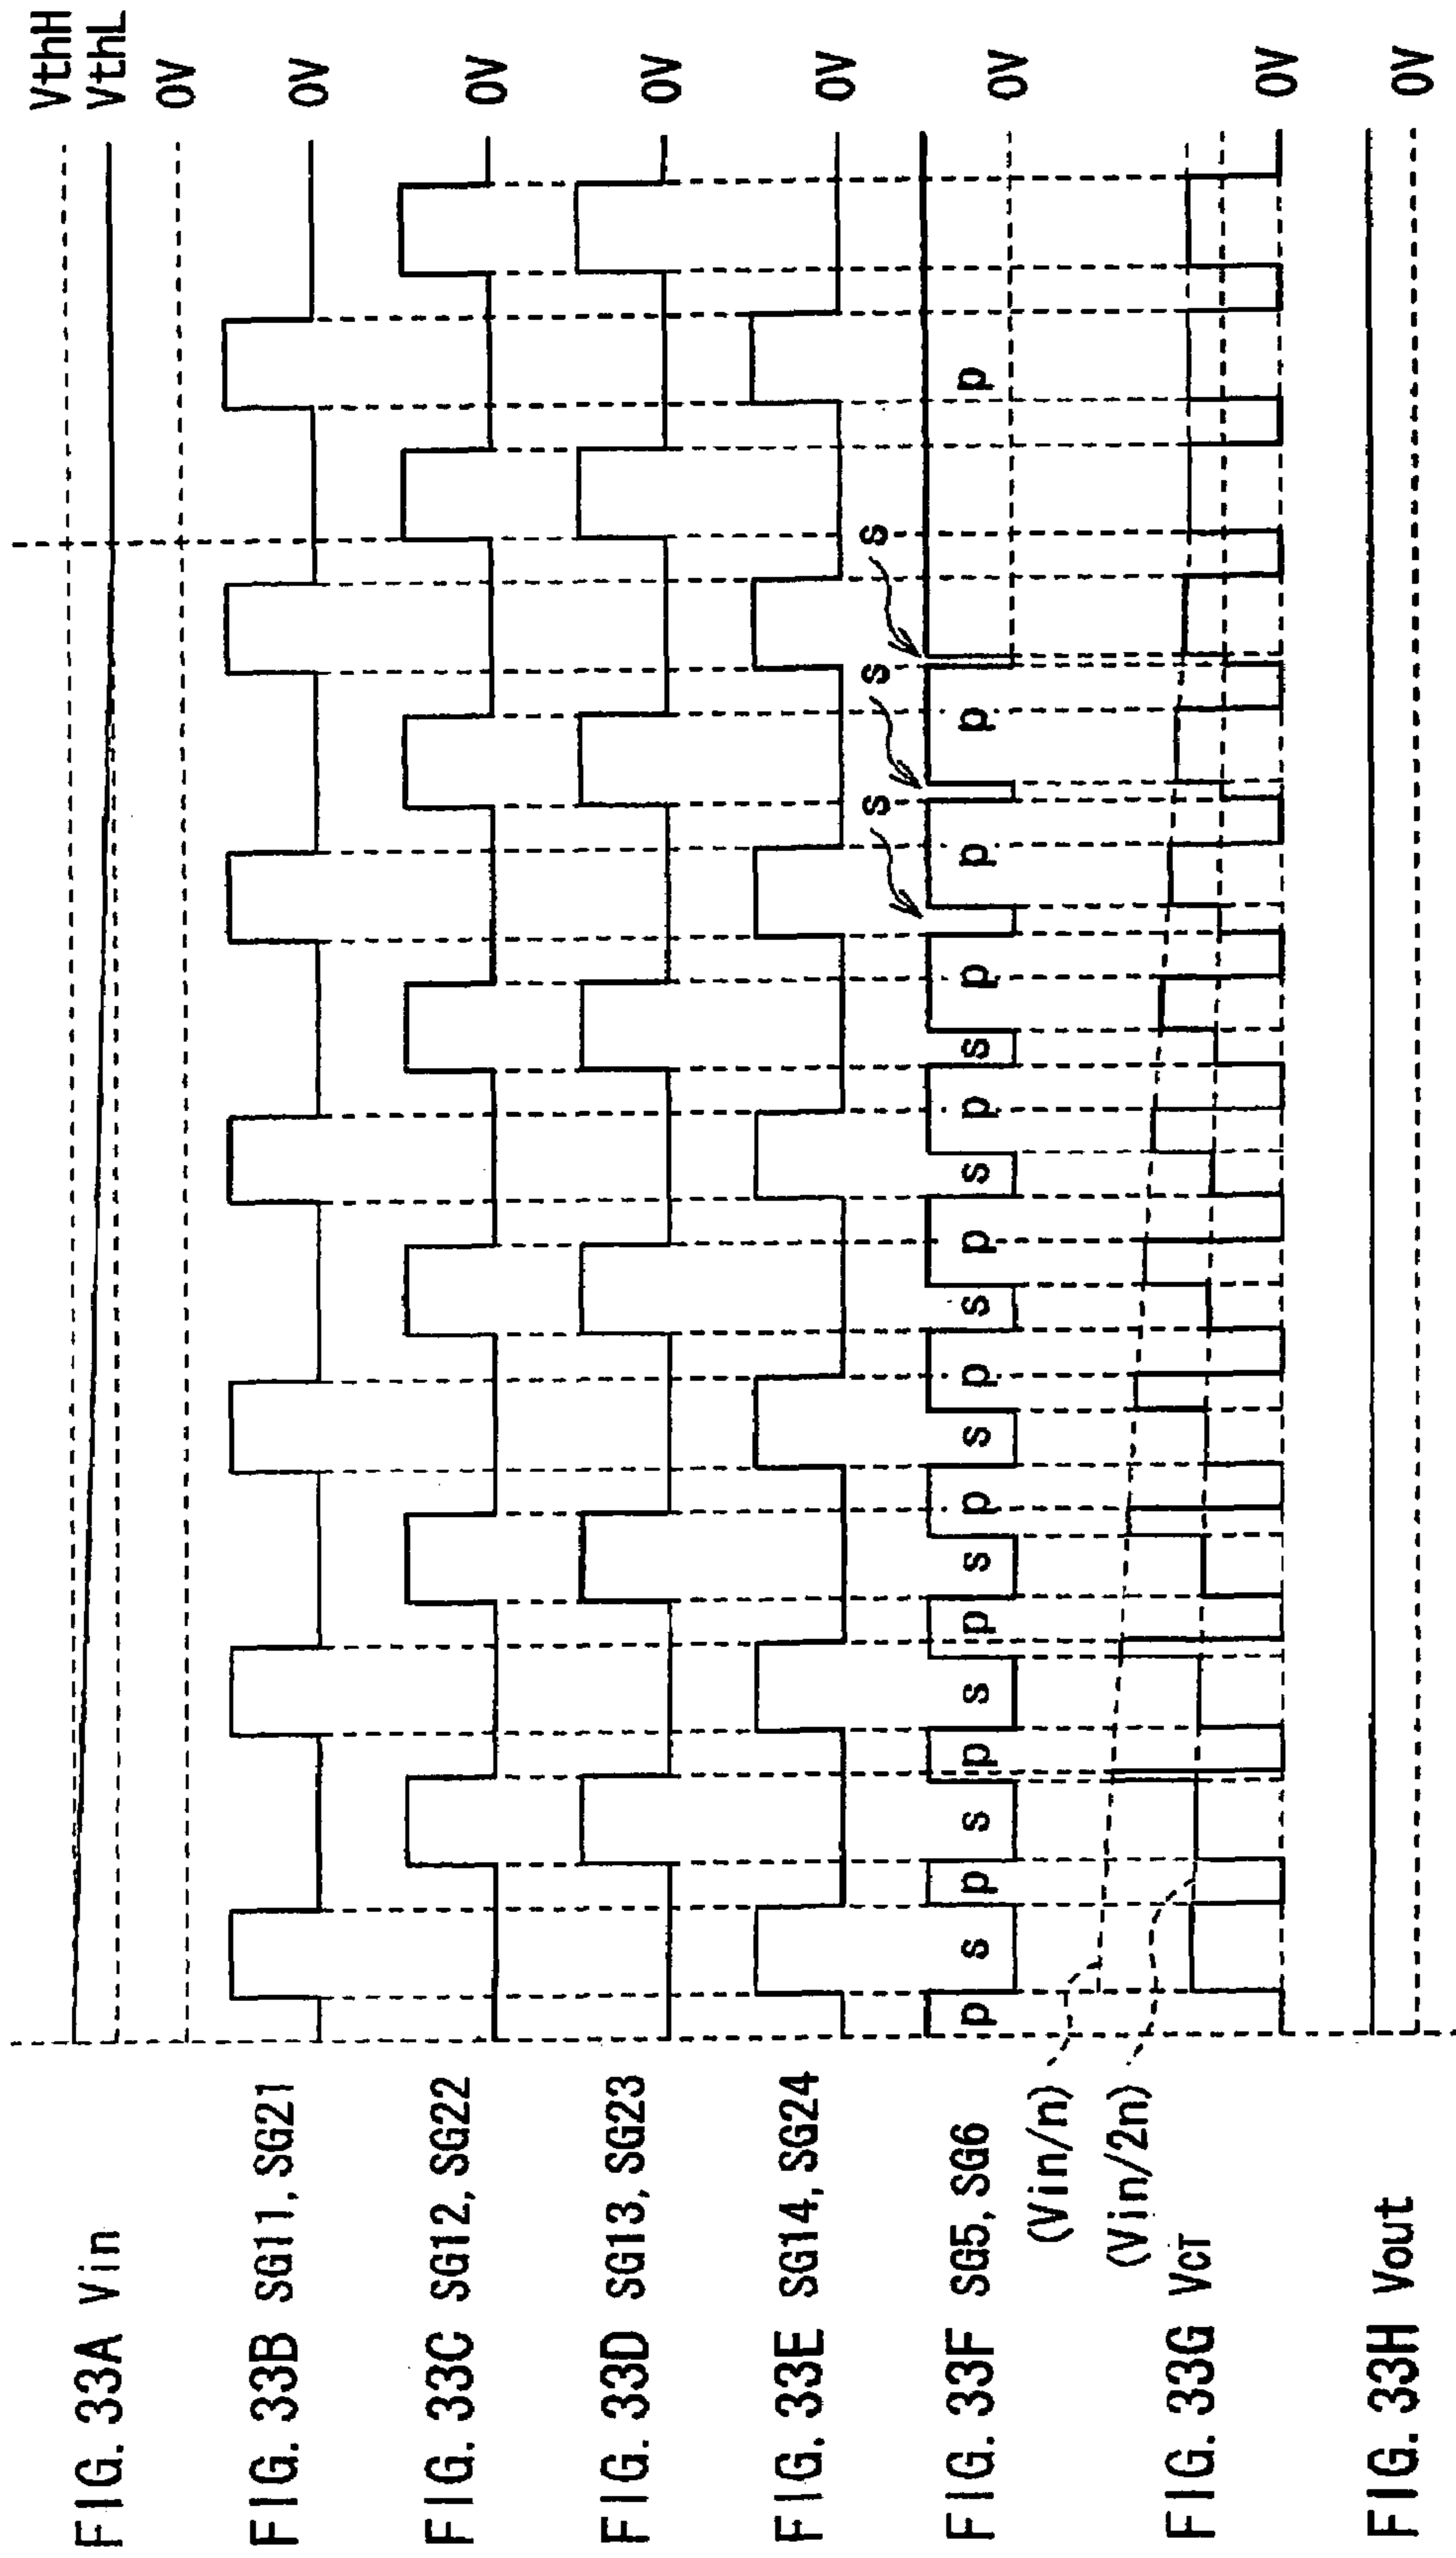 VthH
FIG. 33A Vin VthL
0V
FIG. 33B SG11, SG21 0V
FIG. 33C SG12, SG22 0V
FIG. 33D SG13, SG23 0V
FIG. 33E SG14, SG24 0V
s s s
FIG. 33F SG5, SG6 p s p s p s p s p s p s p s p s p p p p 0V
(Vin/n)
(Vin/2n)
FIG. 33G VCT 0V
FIG. 33H Vout 0V